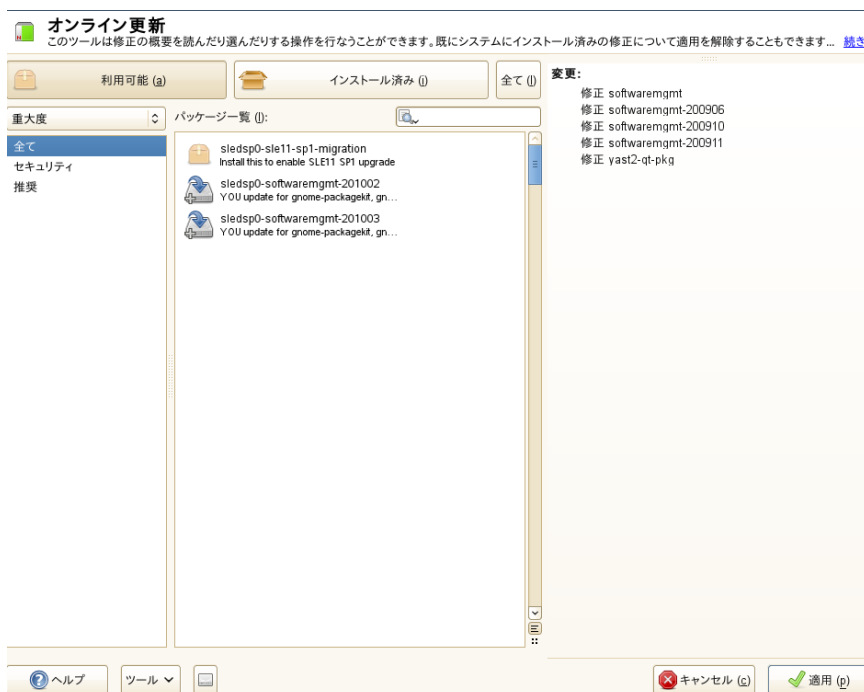 オンライン更新
このツールは修正の概要を読んだり選んだりする操作を行なうことができます。既にシステムにインストール済みの修正について適用を解除することもできます... 続き
利用可能 (a)
インストール済み (i)
全て (l)
重大度
全て
セキュリティ
推奨
パッケージ一覧 (l):
sledsp0-sle11-sp1-migration
Install this to enable SLE11 SP1 upgrade
sledsp0-softwaremgmt-201002
YOU update for gnome-packagekit, gn...
sledsp0-softwaremgmt-201003
YOU update for gnome-packagekit, gn...
変更:
修正 softwaremgmt
修正 softwaremgmt-200906
修正 softwaremgmt-200910
修正 softwaremgmt-200911
修正 yast2-qt-pkg
ヘルプ
ツール
キャンセル (c)
適用 (p)